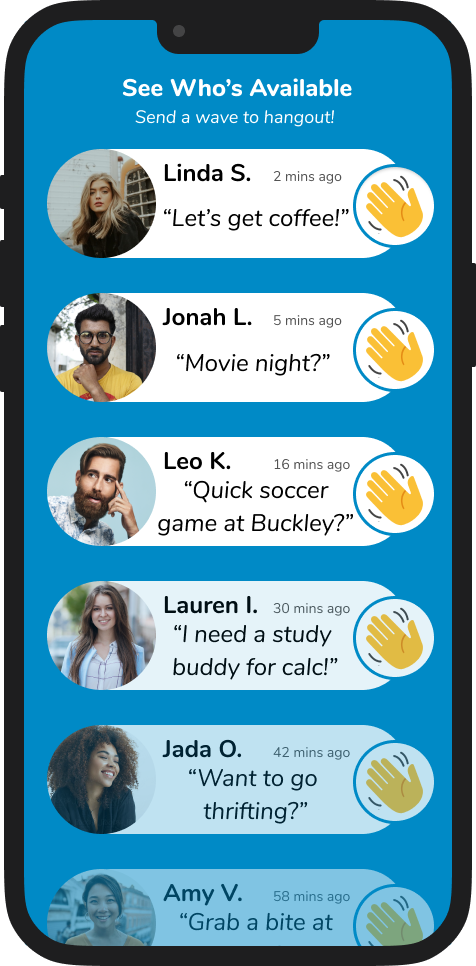 See Who’s Available
Send a wave to hangout!
Linda S. 2 mins ago
“Let’s get coffee!”
Jonah L. 5 mins ago
“Movie night?”
Leo K. 16 mins ago
“Quick soccer
game at Buckley?”
Lauren I. 30 mins ago
“I need a study
buddy for calc!”
Jada O. 42 mins ago
“Want to go
thrifting?”
Amy V. 58 mins ago
“Grab a bite at